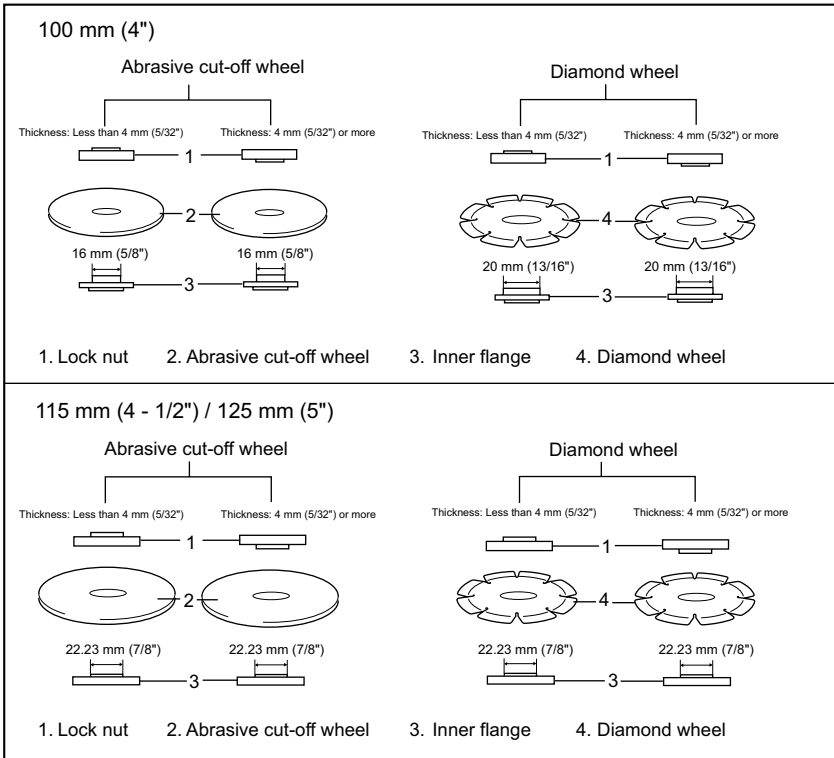 100 mm (4")
Abrasive cut-off wheel
Diamond wheel
Thickness: Less than 4 mm (5/32")
Thickness: 4 mm (5/32") or more
Thickness: Less than 4 mm (5/32")
Thickness: 4 mm (5/32") or more
1
1
2
4
16 mm (5/8")
16 mm (5/8")
20 mm (13/16")
20 mm (13/16")
3
3
1. Lock nut
2. Abrasive cut-off wheel
3. Inner flange
4. Diamond wheel
115 mm (4 - 1/2") / 125 mm (5")
Abrasive cut-off wheel
Diamond wheel
Thickness: Less than 4 mm (5/32")
Thickness: 4 mm (5/32") or more
Thickness: Less than 4 mm (5/32")
Thickness: 4 mm (5/32") or more
1
1
2
4
22.23 mm (7/8")
22.23 mm (7/8")
22.23 mm (7/8")
22.23 mm (7/8")
3
3
1. Lock nut
2. Abrasive cut-off wheel
3. Inner flange
4. Diamond wheel